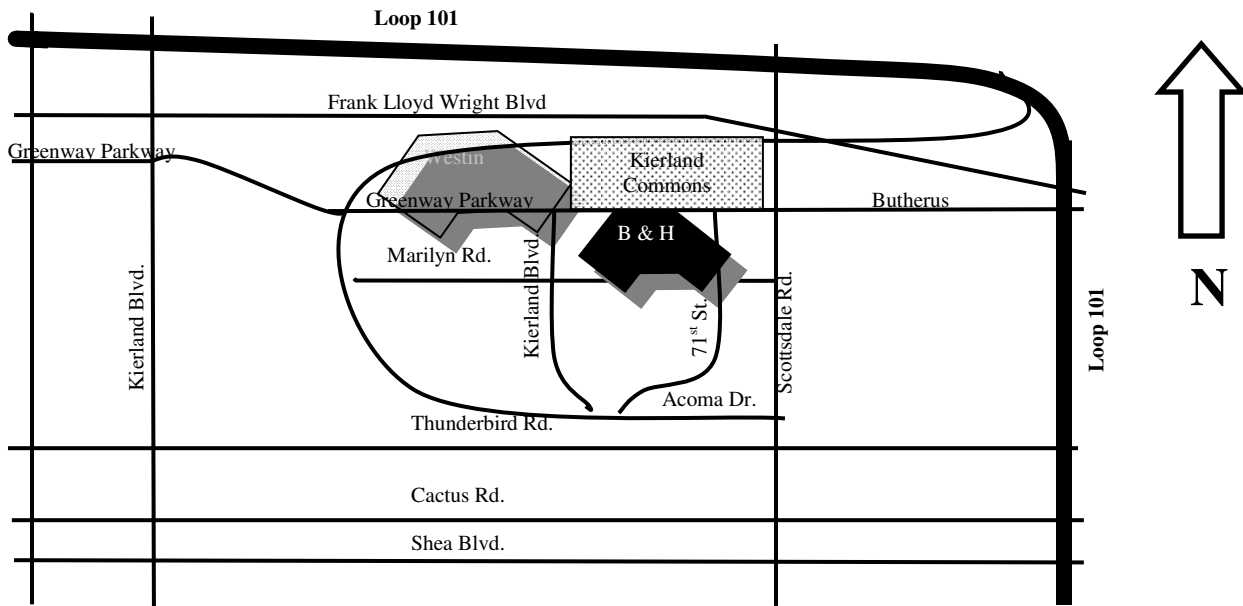 Loop 101
Frank Lloyd Wright Blvd
Greenway Parkway
Westin
Kierland
Commons
Greenway Parkway
Butherus
B & H
Marilyn Rd.
Kierland Blvd.
Kierland Blvd.
71st St.
Scottsdale Rd.
Loop 101
N
Acoma Dr.
Thunderbird Rd.
Cactus Rd.
Shea Blvd.